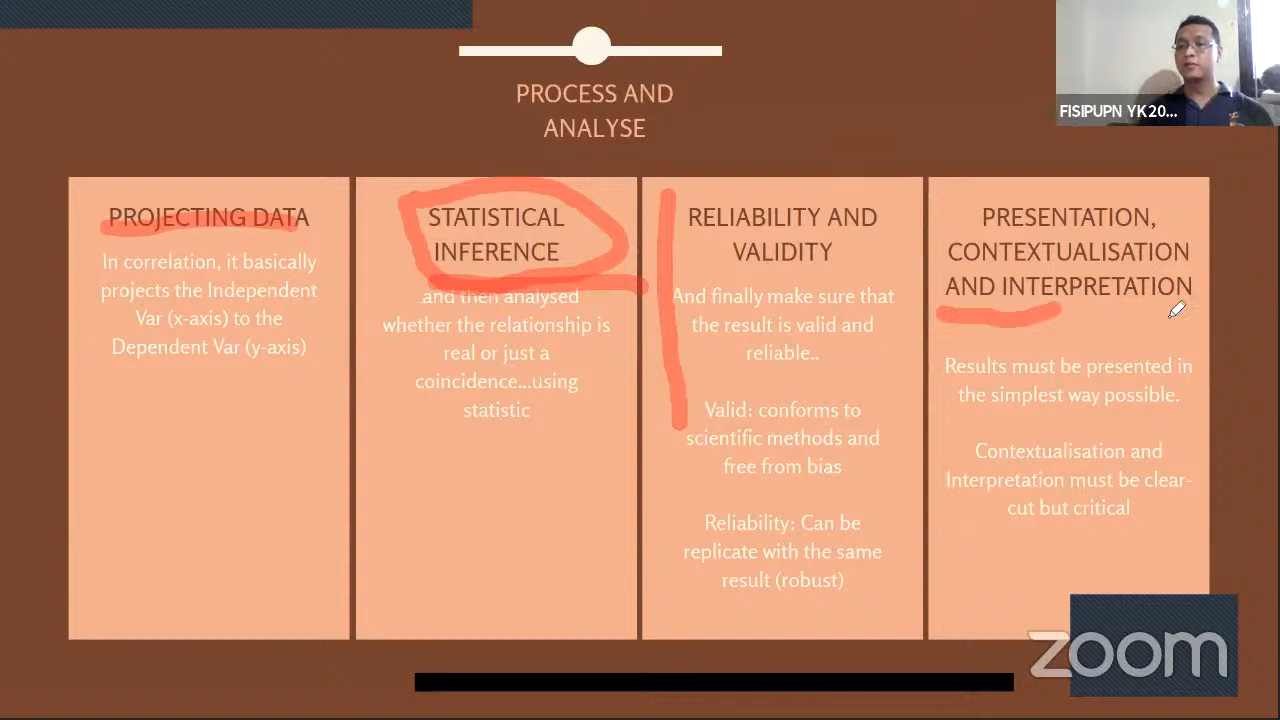 PROCESS AND
ANALYSE
FISIPUPN YK20...
PROJECTING DATA
In correlation, it basically
projects the Independent
Var (x-axis) to the
Dependent Var (y-axis)
STATISTICAL
INFERENCE
..and then analysed
whether the relationship is
real or just a
coincidence...using
statistic
RELIABILITY AND
VALIDITY
And finally make sure that
the result is valid and
reliable..
Valid: conforms to
scientific methods and
free from bias
Reliability: Can be
replicate with the same
result (robust)
PRESENTATION,
CONTEXTUALISATION
AND INTERPRETATION
Results must be presented in
the simplest way possible.
Contextualisation and
Interpretation must be clear-
cut but critical
zoom